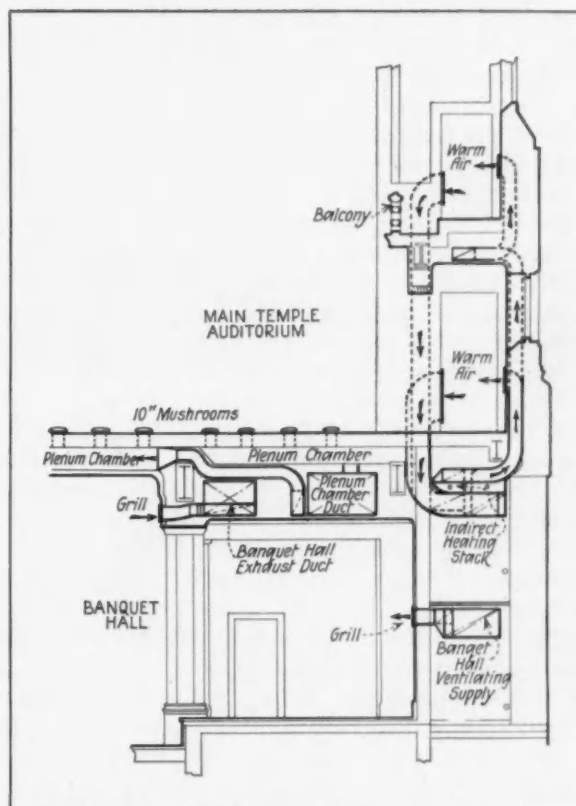 Warm
Air
Balcony
MAIN TEMPLE
AUDITORIUM
Warm
Air
10" Mushrooms
Plenum Chamber
Plenum Chamber
Plenum
Chamber
Duct
Grill
Banquet Hall
Exhaust Duct
Indirect
Heating
Stack
BANQUET
HALL
Grill
Banqet
Hall
Ventilating
Supply